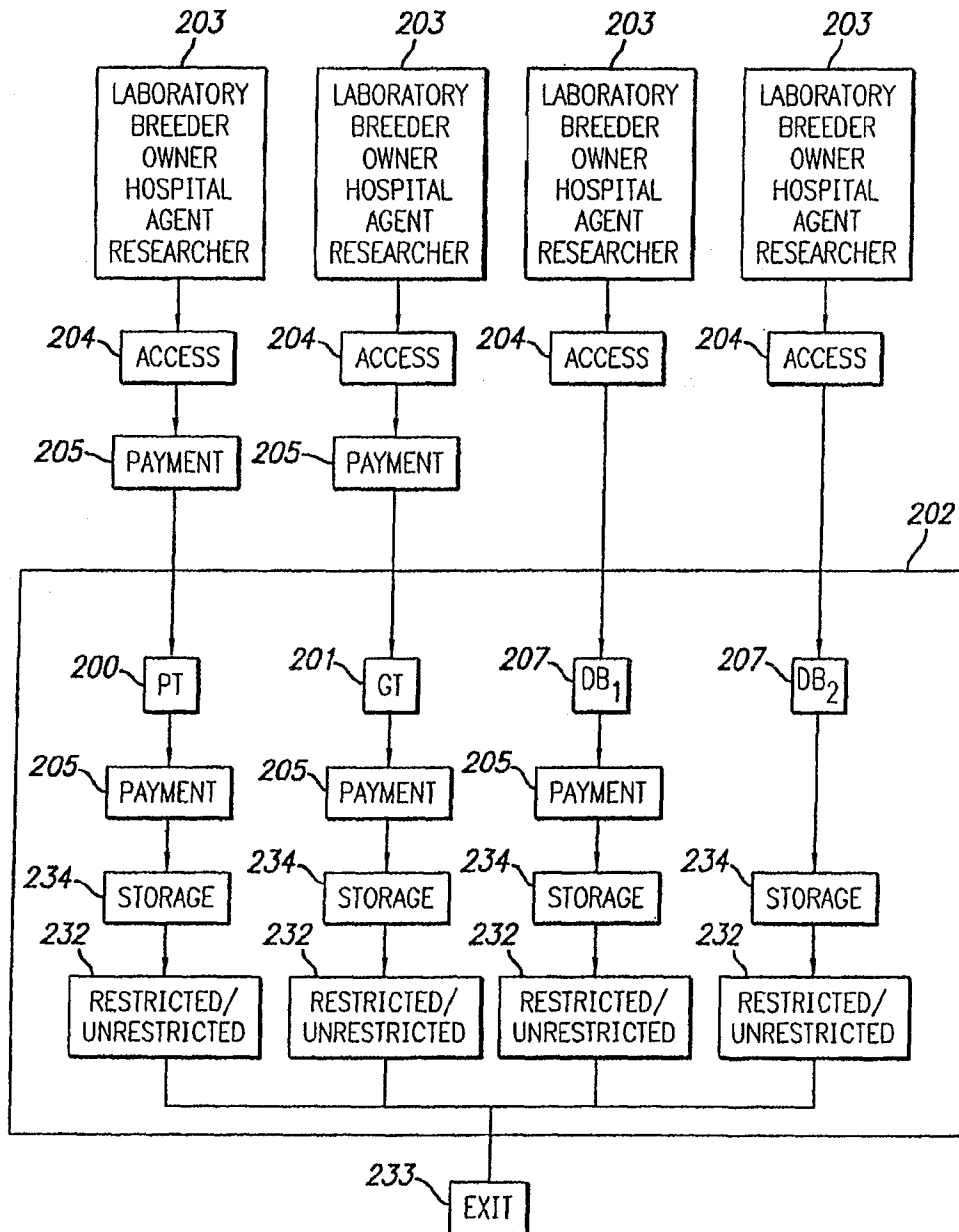 203 203 203 203
LABORATORY BREEDER OWNER HOSPITAL AGENT RESEARCHER
LABORATORY BREEDER OWNER HOSPITAL AGENT RESEARCHER
LABORATORY BREEDER OWNER HOSPITAL AGENT RESEARCHER
LABORATORY BREEDER OWNER HOSPITAL AGENT RESEARCHER
204 ACCESS 204 ACCESS 204 ACCESS 204 ACCESS
205 PAYMENT 205 PAYMENT
202
200 PT 201 GT 207 DB1 207 DB2
205 PAYMENT 205 PAYMENT 205 PAYMENT
234 STORAGE 234 STORAGE 234 STORAGE 234 STORAGE
232 232 232 232
RESTRICTED/ RESTRICTED/ RESTRICTED/ RESTRICTED/
UNRESTRICTED UNRESTRICTED UNRESTRICTED UNRESTRICTED
233 EXIT